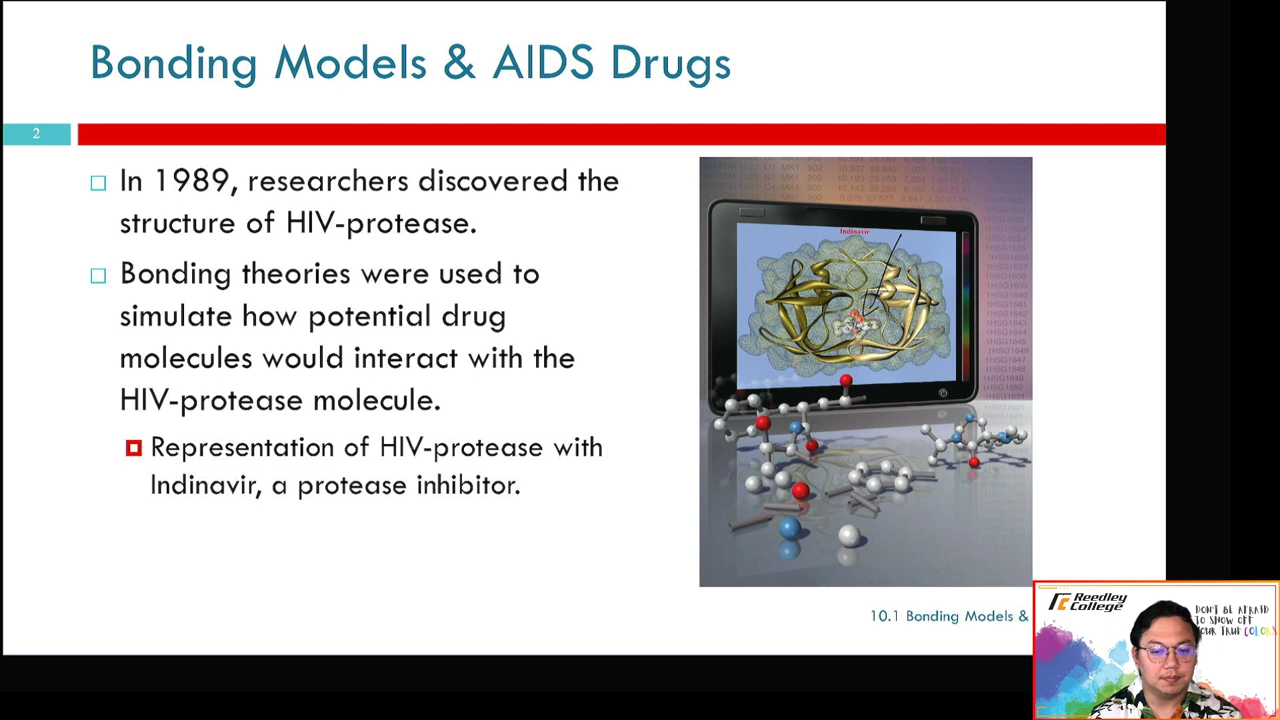 Bonding Models & AIDS Drugs
2
□ In 1989, researchers discovered the
structure of HIV-protease.
□ Bonding theories were used to
simulate how potential drug
molecules would interact with the
HIV-protease molecule.
Representation of HIV-protease with
Indinavir, a protease inhibitor.
Indinavir
10.1 Bonding Models &
Reedley
College
DON'T BE AFRAID
TO SHOW OFF
YOUR TRUE COLORS